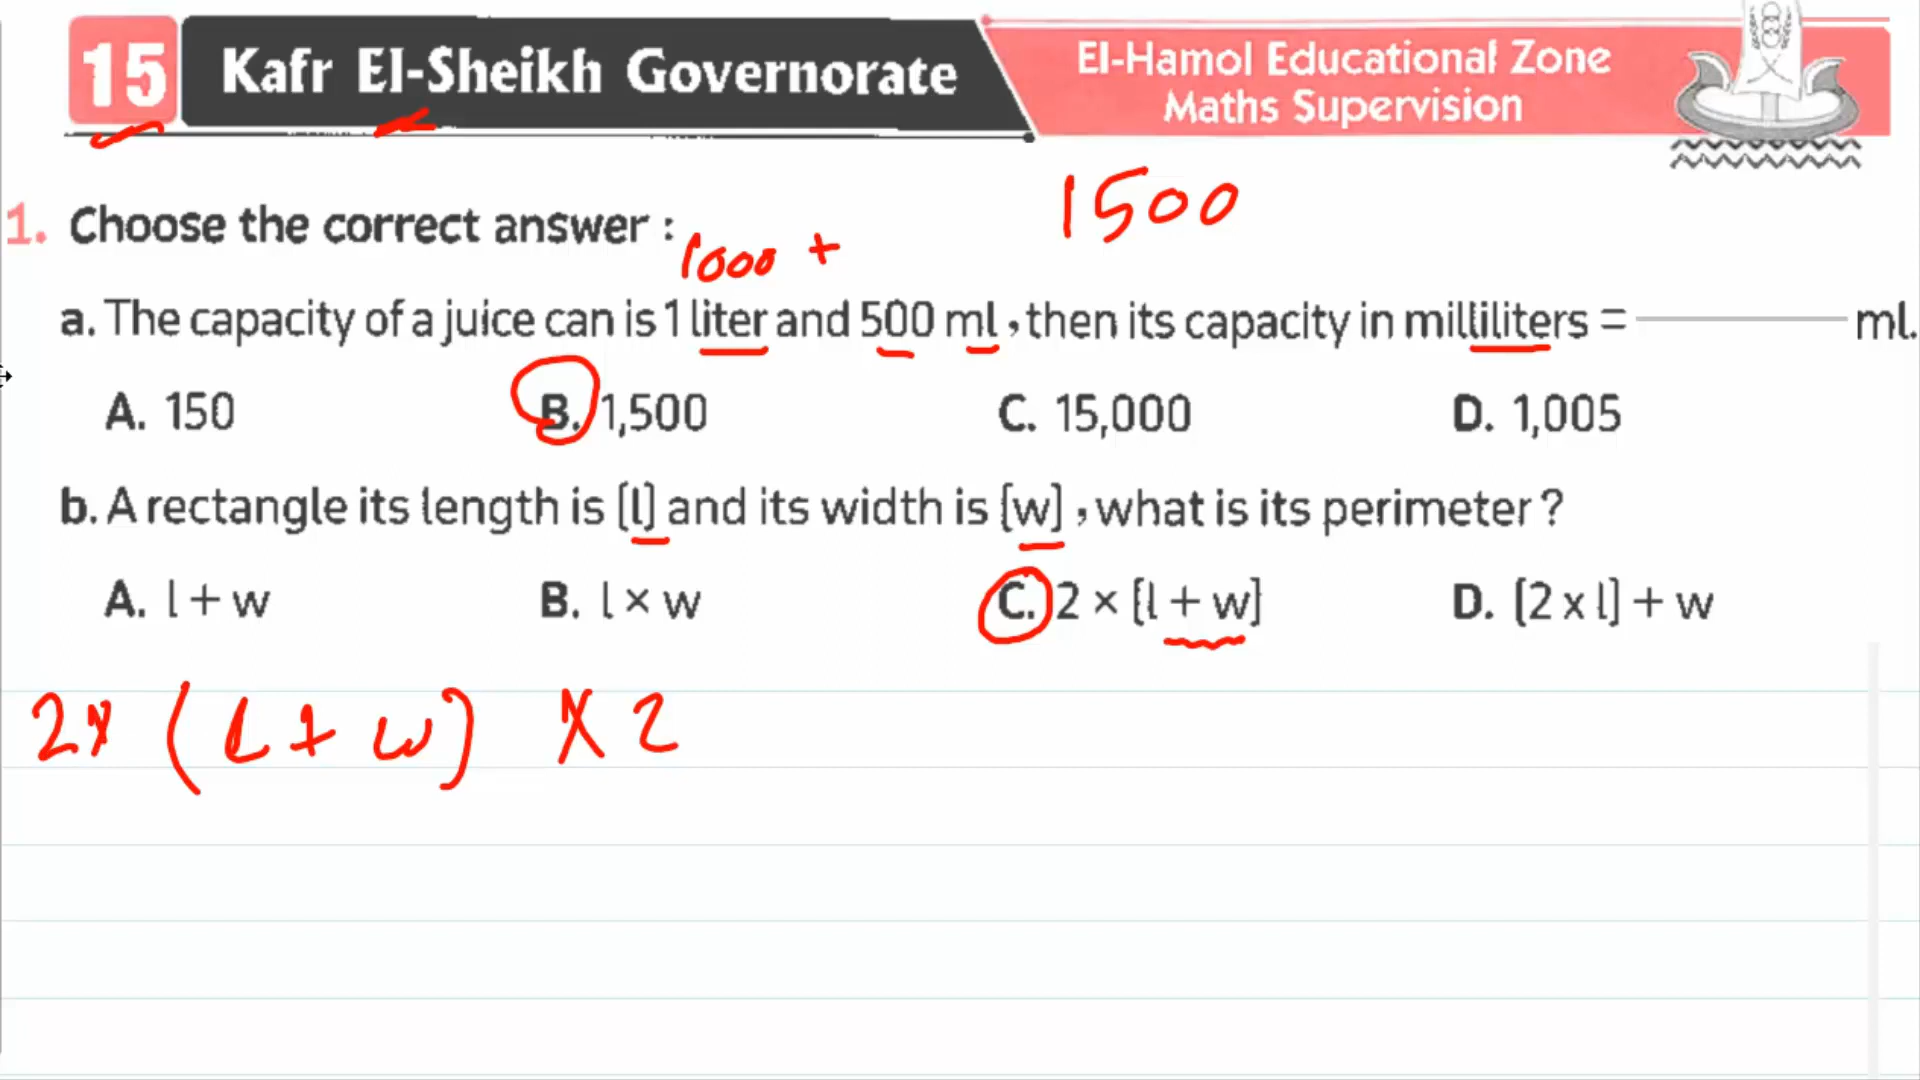 15 Kafr El-Sheikh Governorate
El-Hamol Educational Zone
Maths Supervision
1500
1. Choose the correct answer :
1000 +
a. The capacity of a juice can is 1 liter and 500 ml , then its capacity in milliliters = ml.
A. 150 B. 1,500 C. 15,000 D. 1,005
b. A rectangle its length is [l] and its width is [w] , what is its perimeter ?
A. l + w B. l × w C. 2 × [l + w] D. [2 x l] + w
2x (L + w) x 2